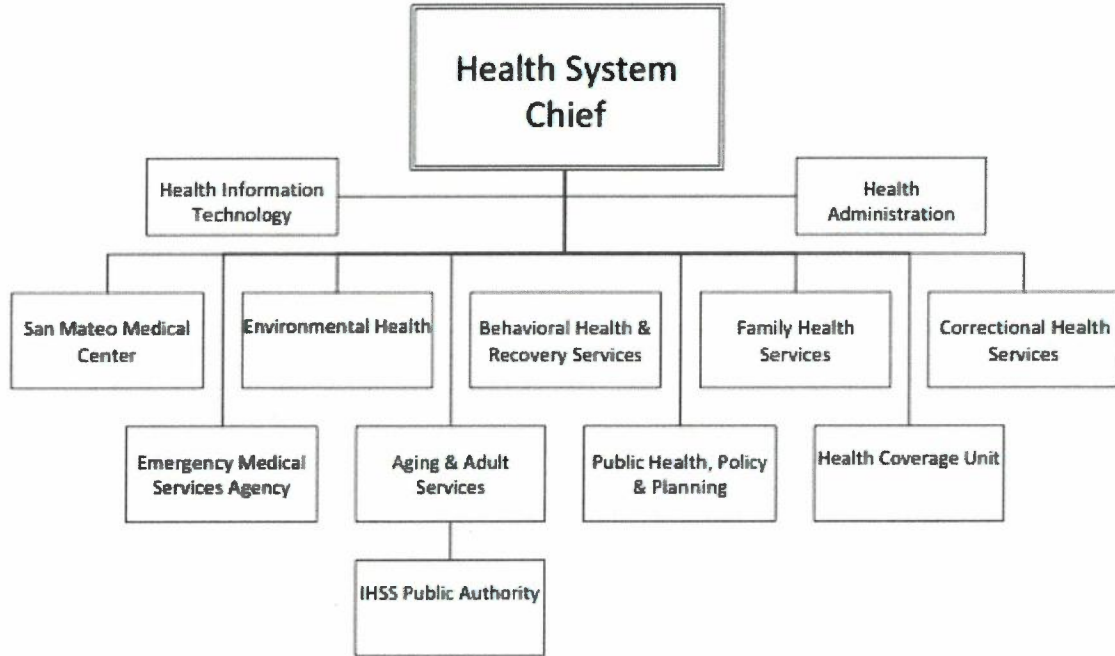 Health System
Chief
Health Information
Technology
Health
Administration
San Mateo Medical
Center
Environmental Health
Behavioral Health &
Recovery Services
Family Health
Services
Correctional Health
Services
Emergency Medical
Services Agency
Aging & Adult
Services
Public Health, Policy
& Planning
Health Coverage Unit
IHSS Public Authority